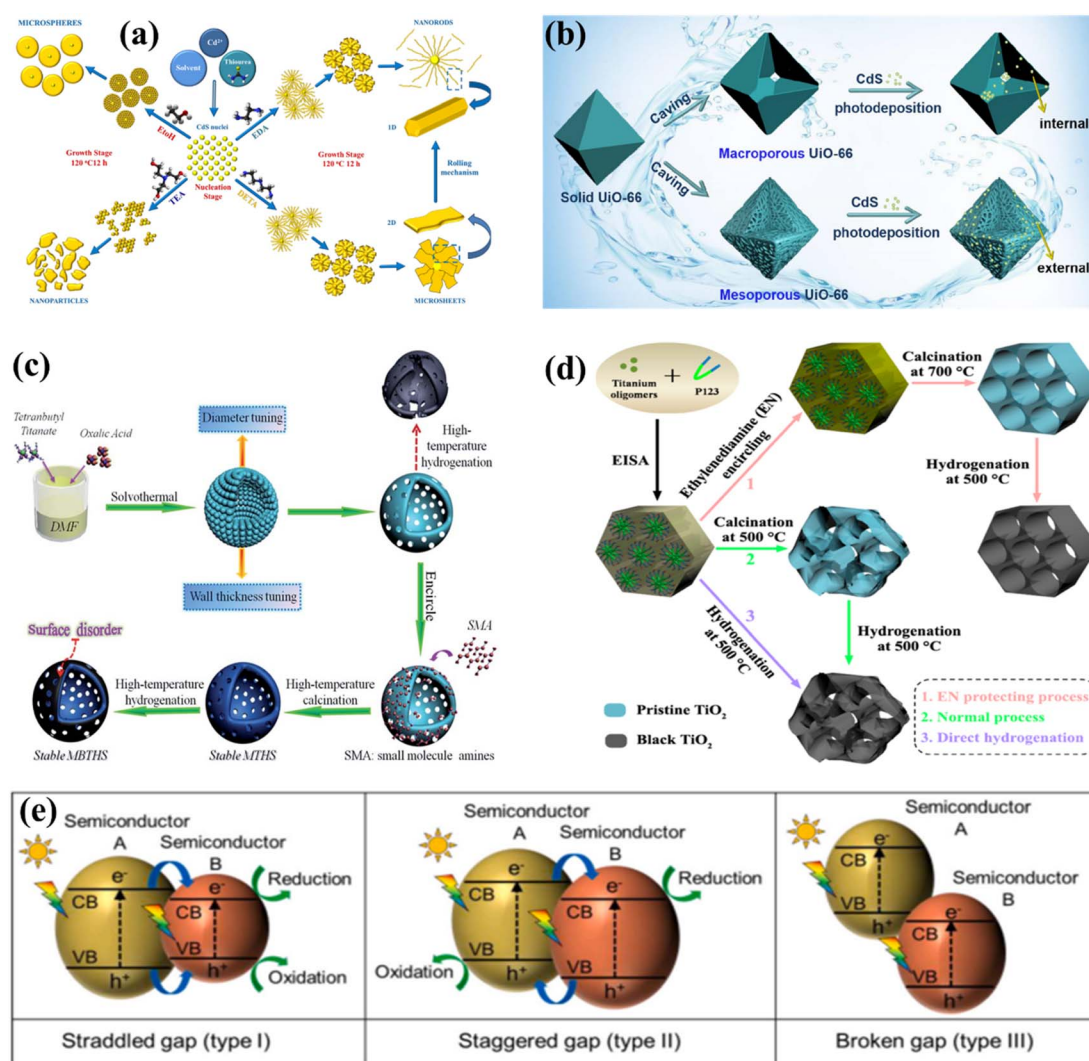 (a)
MICROSPHERES
Cd²⁺
Solvent
Thiourea
NANORODS
CdS nuclei
EtoH
EDA
Growth Stage
120 °C12 h
Growth Stage
120 °C 12 h
1D
Nucleation
Stage
Rolling
mechanism
TEA
DETA
2D
NANOPARTICLES
MICROSHEETS
(b)
Caving
CdS
photodeposition
internal
Macroporous UiO-66
Solid UiO-66
Caving
CdS
photodeposition
external
Mesoporous UiO-66
(c)
Tetranbutyl
Titanate
Oxalic Acid
Diameter tuning
High-
temperature
hydrogenation
Solvothermal
DMF
Wall thickness tuning
Encircle
Surface disorder
SMA
High-temperature
hydrogenation
High-temperature
calcination
Stable MBTHS
Stable MTHS
SMA: small molecule amines
(d)
Titanium
oligomers
+
P123
Calcination
at 700 °C
EISA
Ethylenediamine (EN)
encircling
1
Hydrogenation
at 500 °C
Calcination
at 500 °C
2
3
Hydrogenation
at 500 °C
Hydrogenation
at 500 °C
Pristine TiO₂
Black TiO₂
1. EN protecting process
2. Normal process
3. Direct hydrogenation
(e)
Semiconductor
A
Semiconductor
B
e⁻
e⁻
CB
CB
Reduction
VB
VB
h⁺
h⁺
Oxidation
Straddled gap (type I)
Semiconductor
A
Semiconductor
B
e⁻
e⁻
CB
CB
Reduction
VB
VB
Oxidation
h⁺
h⁺
Staggered gap (type II)
Semiconductor
A
e⁻
CB
Semiconductor
B
VB
h⁺
e⁻
CB
VB
h⁺
Broken gap (type III)